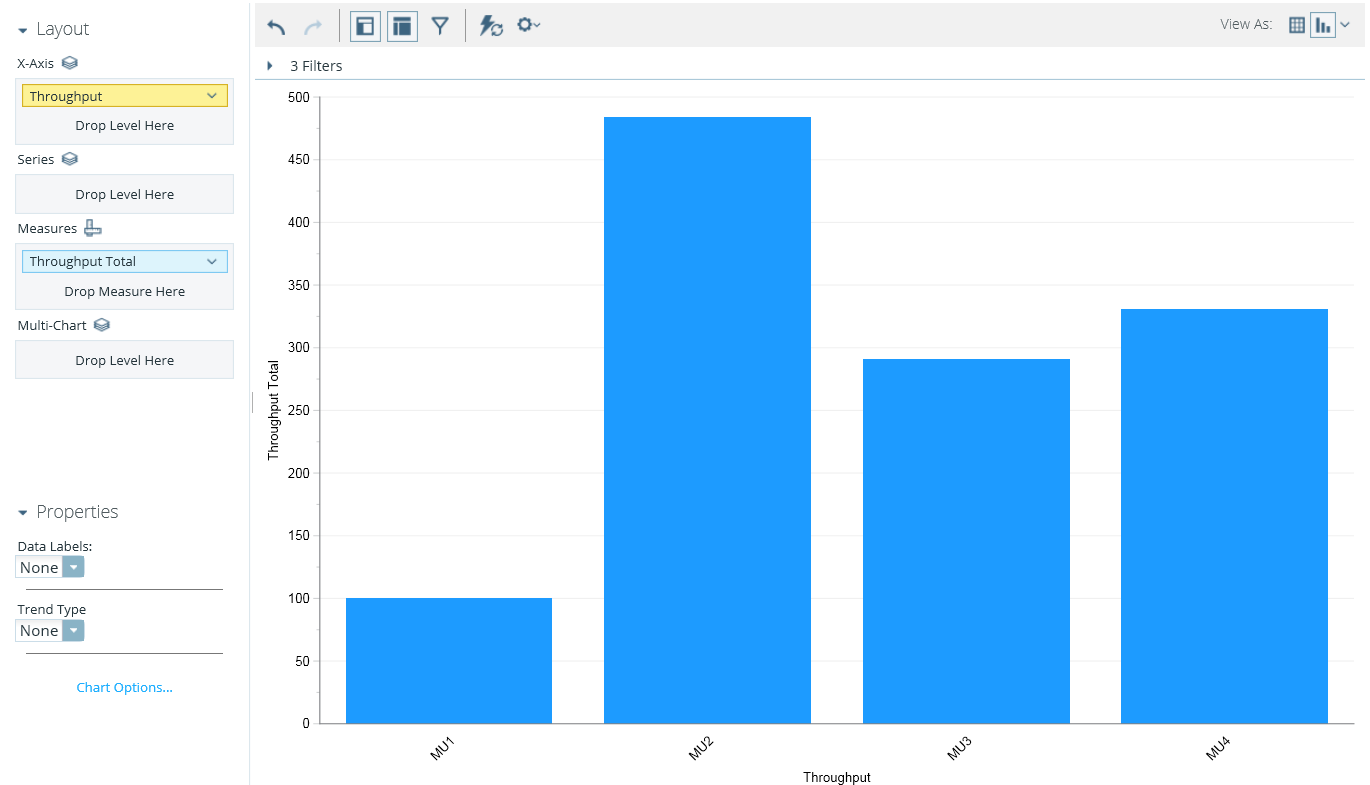 Layout
X-Axis
Throughput
Drop Level Here
Series
Drop Level Here
Measures
Throughput Total
Drop Measure Here
Multi-Chart
Drop Level Here
Properties
Data Labels:
None
Trend Type
None
Chart Options...
View As:
3 Filters
500
450
400
350
300
250
200
150
100
50
0
Throughput Total
MU1
MU2
MU3
MU4
Throughput